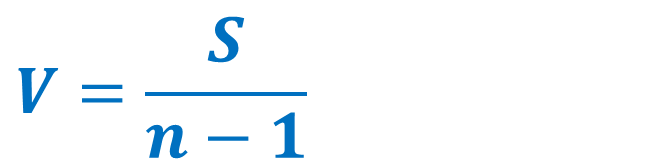 V = S / (n − 1)